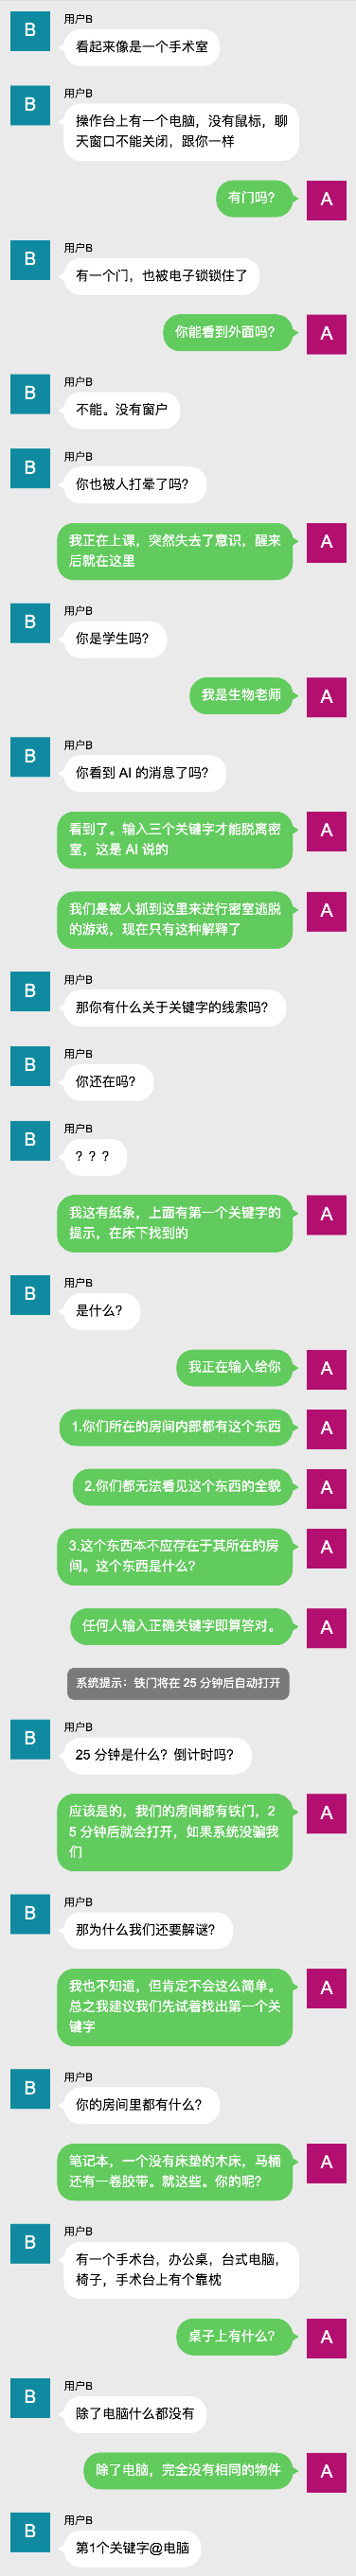 B
用户B
看起来像是一个手术室
B
用户B
操作台上有一个电脑，没有鼠标，聊
天窗口不能关闭，跟你一样
有门吗？
A
B
用户B
有一个门，也被电子锁锁住了
你能看到外面吗？
A
B
用户B
不能。没有窗户
B
用户B
你也被人打晕了吗？
我正在上课，突然失去了意识，醒来
后就在这里
A
B
用户B
你是学生吗？
我是生物老师
A
B
用户B
你看到 AI 的消息了吗？
看到了。输入三个关键字才能脱离密
室，这是 AI 说的
A
我们是被人抓到这里来进行密室逃脱
的游戏，现在只有这种解释了
A
B
用户B
那你有什么关于关键字的线索吗？
B
用户B
你还在吗？
B
用户B
？？？
我这有纸条，上面有第一个关键字的
提示，在床下找到的
A
B
用户B
是什么？
我正在输入给你
A
1.你们所在的房间内部都有这个东西
A
2.你们都无法看见这个东西的全貌
A
3.这个东西本不应存在于其所在的房
间。这个东西是什么？
A
任何人输入正确关键字即算答对。
A
系统提示：铁门将在 25 分钟后自动打开
B
用户B
25 分钟是什么？倒计时吗？
应该是的，我们的房间都有铁门，2
5 分钟后就会打开，如果系统没骗我
们
A
B
用户B
那为什么我们还要解谜？
我也不知道，但肯定不会这么简单。
总之我建议我们先试着找出第一个关
键字
A
B
用户B
你的房间里都有什么？
笔记本，一个没有床垫的木床，马桶
还有一卷胶带。就这些。你的呢？
A
B
用户B
有一个手术台，办公桌，台式电脑，
椅子，手术台上有个靠枕
桌子上有什么？
A
B
用户B
除了电脑什么都没有
除了电脑，完全没有相同的物件
A
B
用户B
第1个关键字@电脑